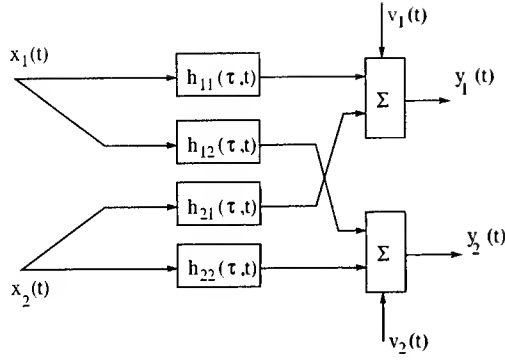 v₁(t)
x₁(t)
h₁₁(τ,t)
Σ
y₁(t)
h₁₂(τ,t)
h₂₁(τ,t)
Σ
y₂(t)
h₂₂(τ,t)
x₂(t)
v₂(t)